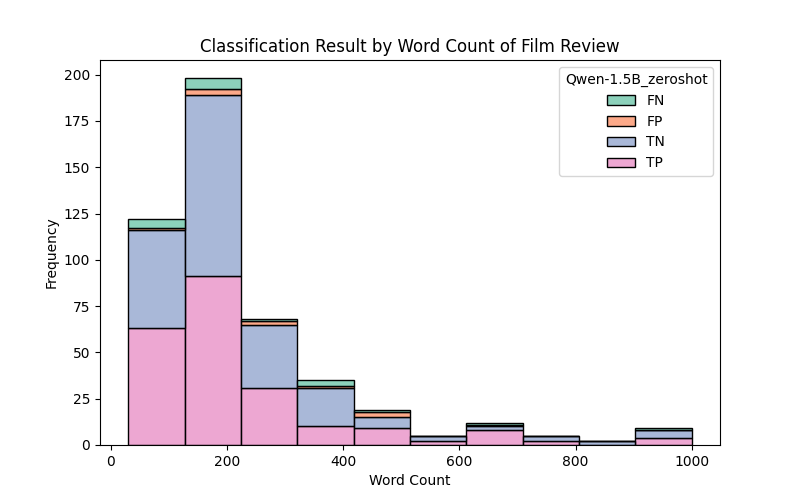 Classification Result by Word Count of Film Review
Qwen-1.5B_zeroshot
FN
FP
TN
TP
Frequency
200
175
150
125
100
75
50
25
0
0 200 400 600 800 1000
Word Count